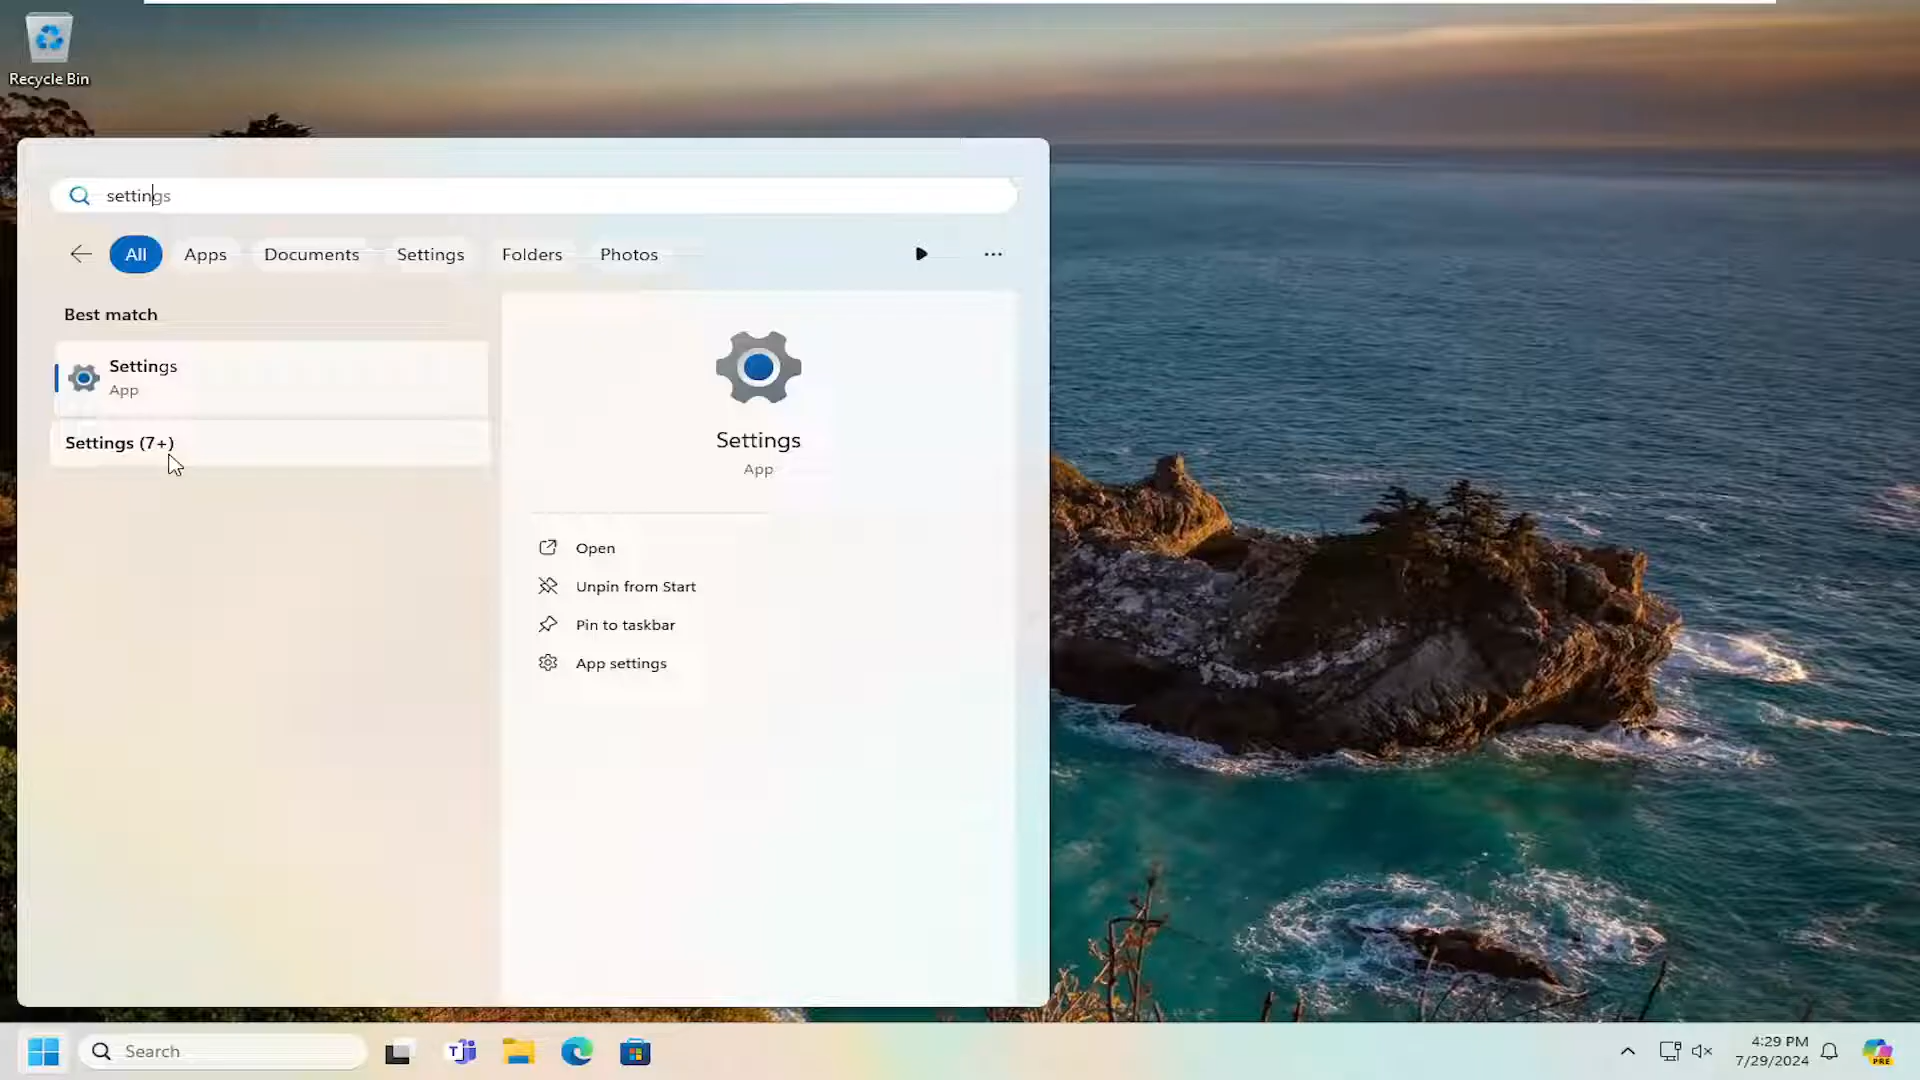 Recycle Bin
settings
All
Apps
Documents
Settings
Folders
Photos
Best match
Settings
App
Settings (7+)
Settings
App
Open
Unpin from Start
Pin to taskbar
App settings
Search
4:29 PM
7/29/2024
PRE